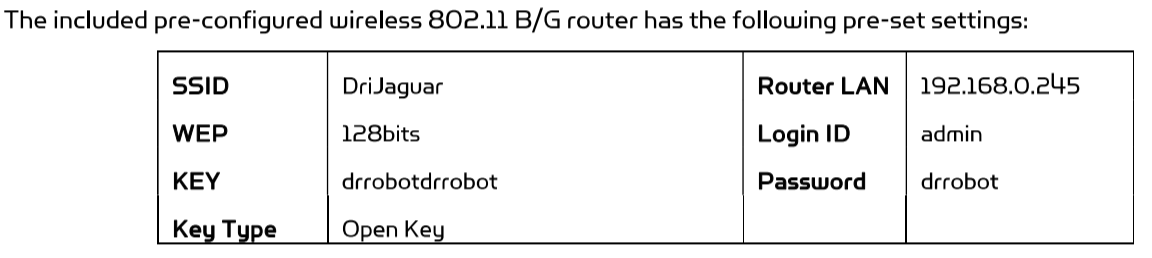 The included pre-configured wireless 802.11 B/G router has the following pre-set settings:
SSID DriJaguar Router LAN 192.168.0.245
WEP 128bits Login ID admin
KEY drrobotdrrobot Password drrobot
Key Type Open Key